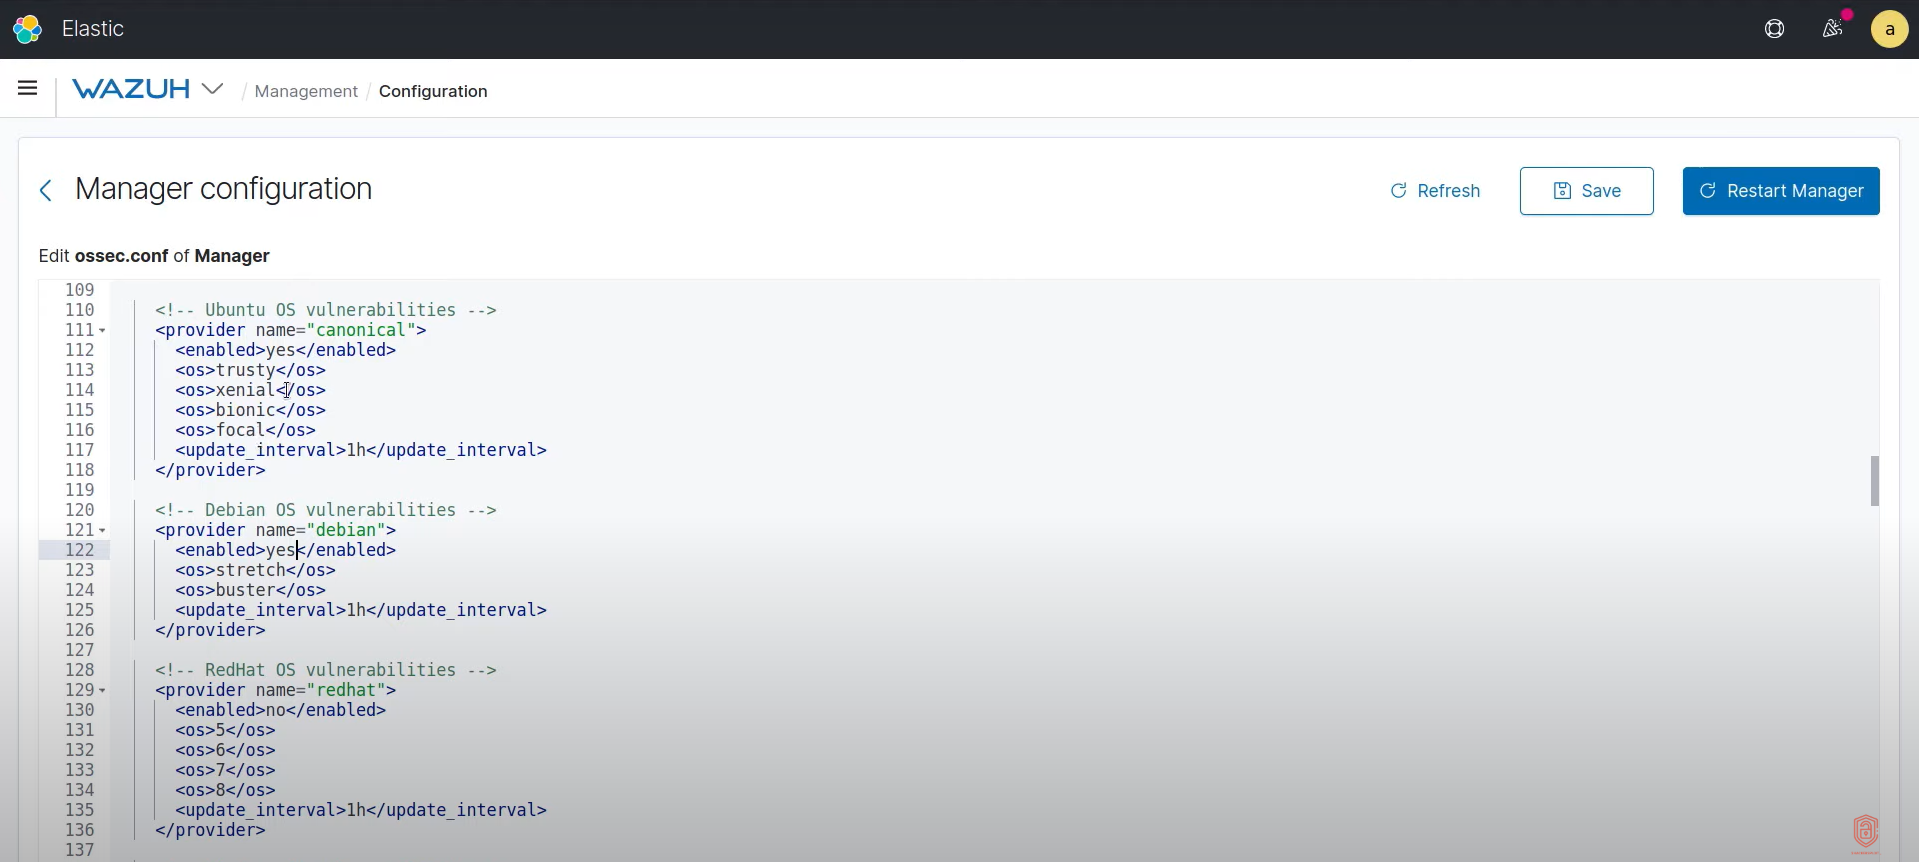 Elastic
a
WAZUH / Management / Configuration
Manager configuration
Refresh
Save
Restart Manager
Edit ossec.conf of Manager
109
110 <!-- Ubuntu OS vulnerabilities -->
111 <provider name="canonical">
112 <enabled>yes</enabled>
113 <os>trusty</os>
114 <os>xenial</os>
115 <os>bionic</os>
116 <os>focal</os>
117 <update_interval>1h</update_interval>
118 </provider>
119
120 <!-- Debian OS vulnerabilities -->
121 <provider name="debian">
122 <enabled>yes</enabled>
123 <os>stretch</os>
124 <os>buster</os>
125 <update_interval>1h</update_interval>
126 </provider>
127
128 <!-- RedHat OS vulnerabilities -->
129 <provider name="redhat">
130 <enabled>no</enabled>
131 <os>5</os>
132 <os>6</os>
133 <os>7</os>
134 <os>8</os>
135 <update_interval>1h</update_interval>
136 </provider>
137